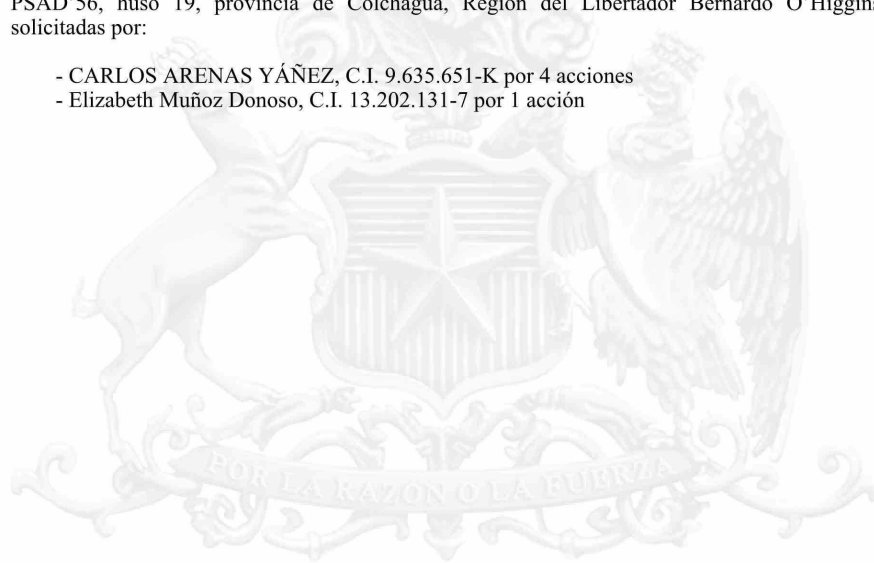 PSAD'56, huso 19, provincia de Colchagua, Región del Libertador Bernardo O'Higgins
solicitadas por:
- CARLOS ARENAS YÁÑEZ, C.I. 9.635.651-K por 4 acciones
- Elizabeth Muñoz Donoso, C.I. 13.202.131-7 por 1 acción
POR LA RAZÓN O LA FUERZA